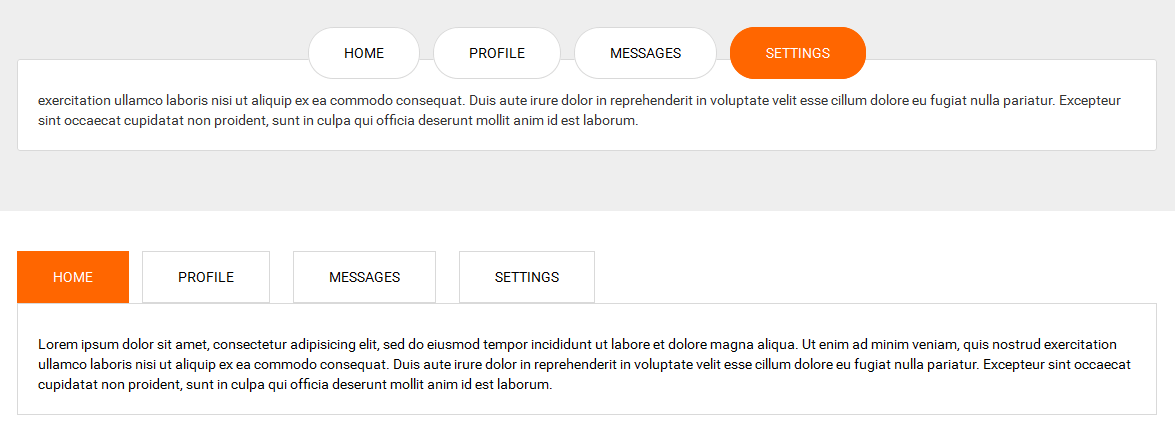 HOME PROFILE MESSAGES SETTINGS
exercitation ullamco laboris nisi ut aliquip ex ea commodo consequat. Duis aute irure dolor in reprehenderit in voluptate velit esse cillum dolore eu fugiat nulla pariatur. Excepteur
sint occaecat cupidatat non proident, sunt in culpa qui officia deserunt mollit anim id est laborum.
HOME PROFILE MESSAGES SETTINGS
Lorem ipsum dolor sit amet, consectetur adipisicing elit, sed do eiusmod tempor incididunt ut labore et dolore magna aliqua. Ut enim ad minim veniam, quis nostrud exercitation
ullamco laboris nisi ut aliquip ex ea commodo consequat. Duis aute irure dolor in reprehenderit in voluptate velit esse cillum dolore eu fugiat nulla pariatur. Excepteur sint occaecat
cupidatat non proident, sunt in culpa qui officia deserunt mollit anim id est laborum.